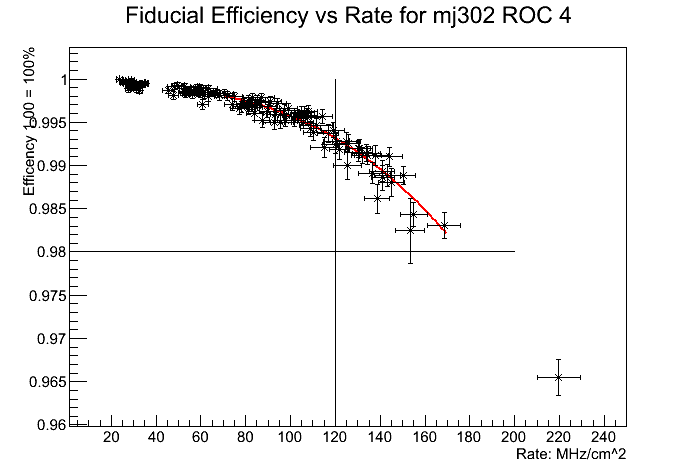 Fiducial Efficiency vs Rate for mj302 ROC 4
Efficency 1.00 = 100%
1
0.995
0.99
0.985
0.98
0.975
0.97
0.965
0.96
20 40 60 80 100 120 140 160 180 200 220 240
Rate: MHz/cm^2